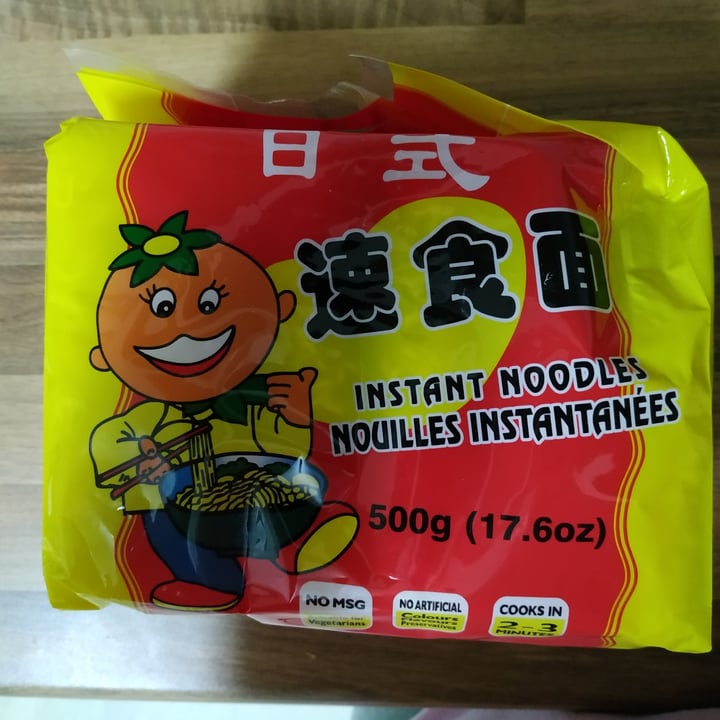 日式
速食面
INSTANT NOODLES
NOUILLES INSTANTANÉES
500g (17.6oz)
NO MSG
Vegetarians
NO ARTIFICIAL
Colours
Flavours
Preservatives
COOKS IN
2-3
MINUTES